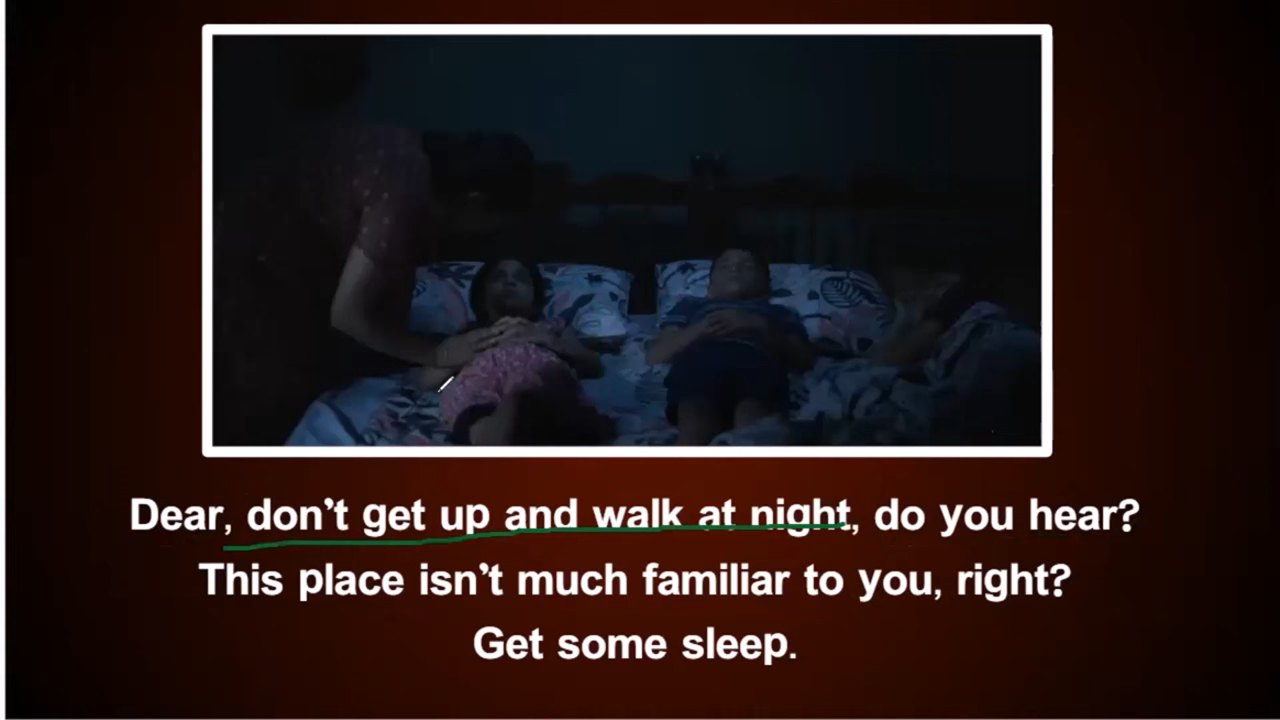 Dear, don't get up and walk at night, do you hear?
This place isn't much familiar to you, right?
Get some sleep.